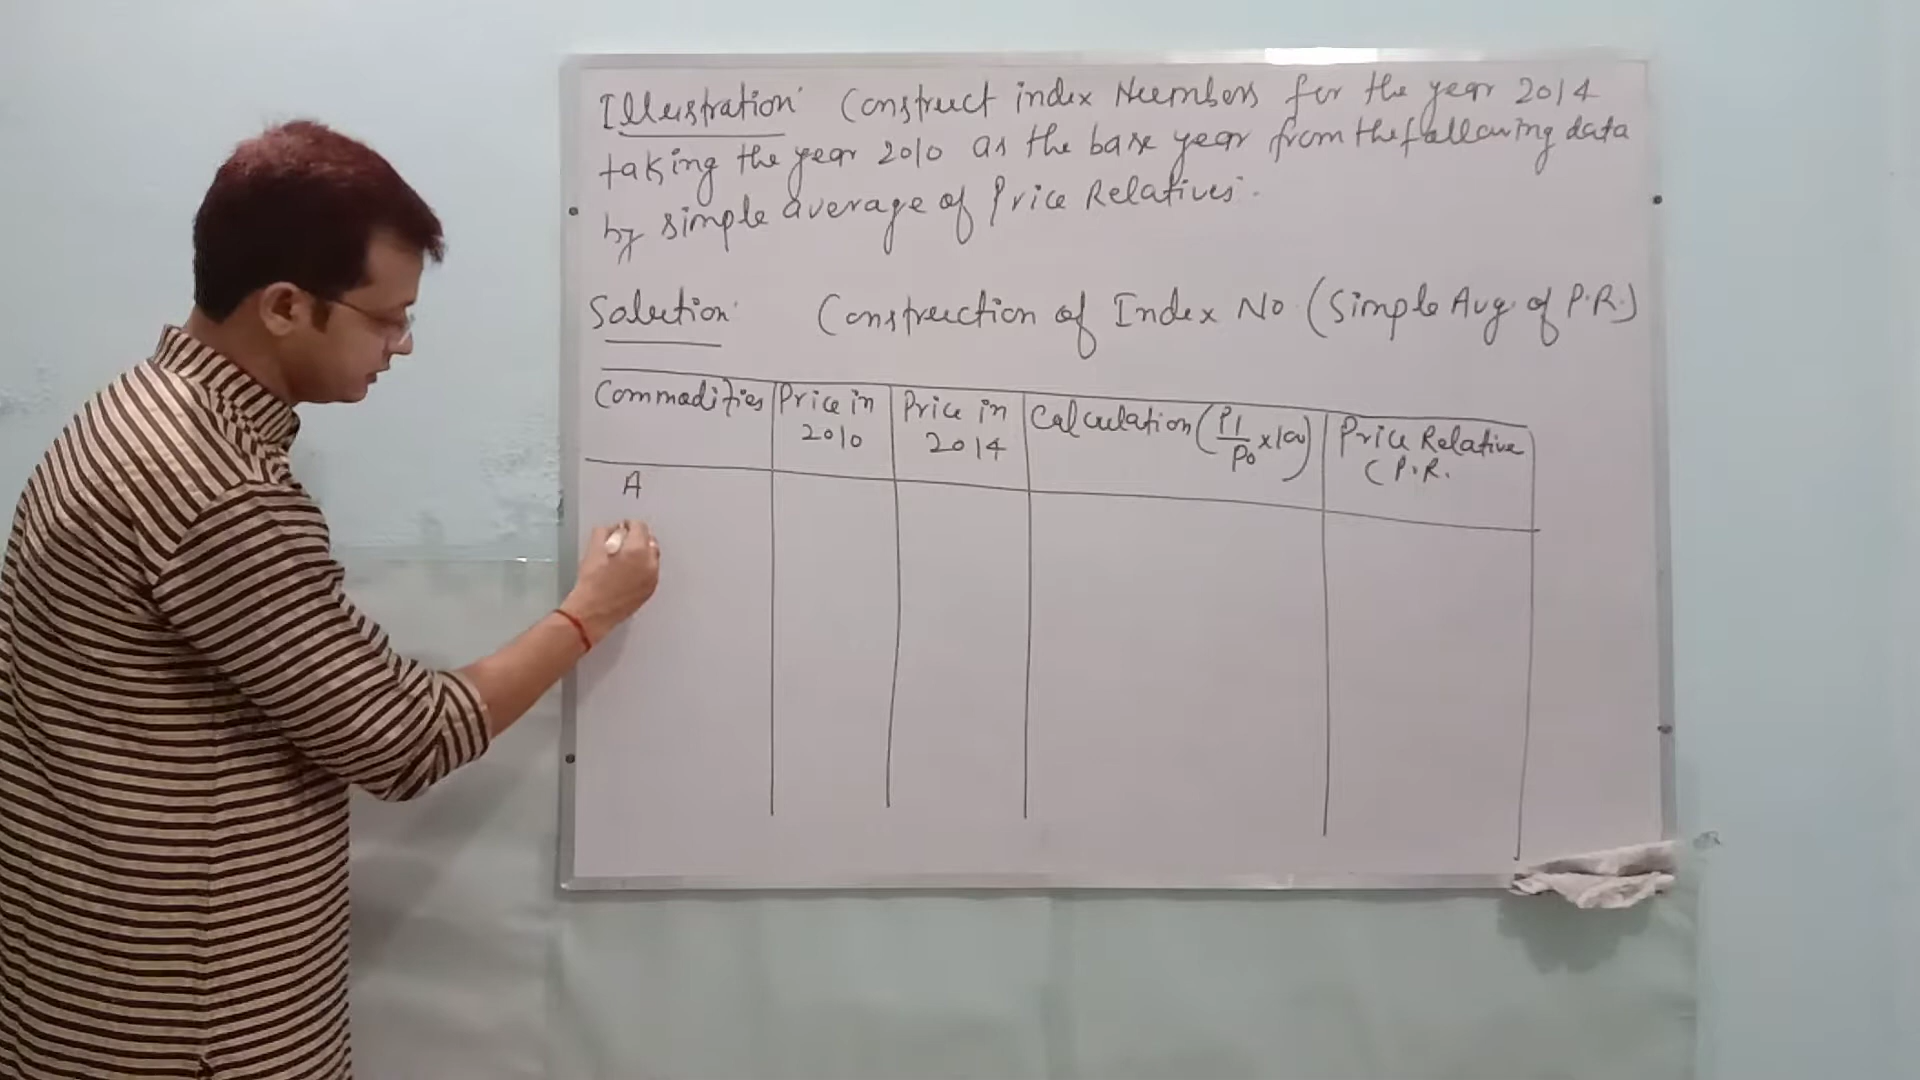 Illustration: Construct index Numbers for the year 2014
taking the year 2010 as the base year from the following data
by simple average of Price Relatives.
Solution: Construction of Index No. (Simple Avg. of P.R.)
Commodities Price in 2010 Price in 2014 Calculation (P1/P0 x100) Price Relative (P.R.
A